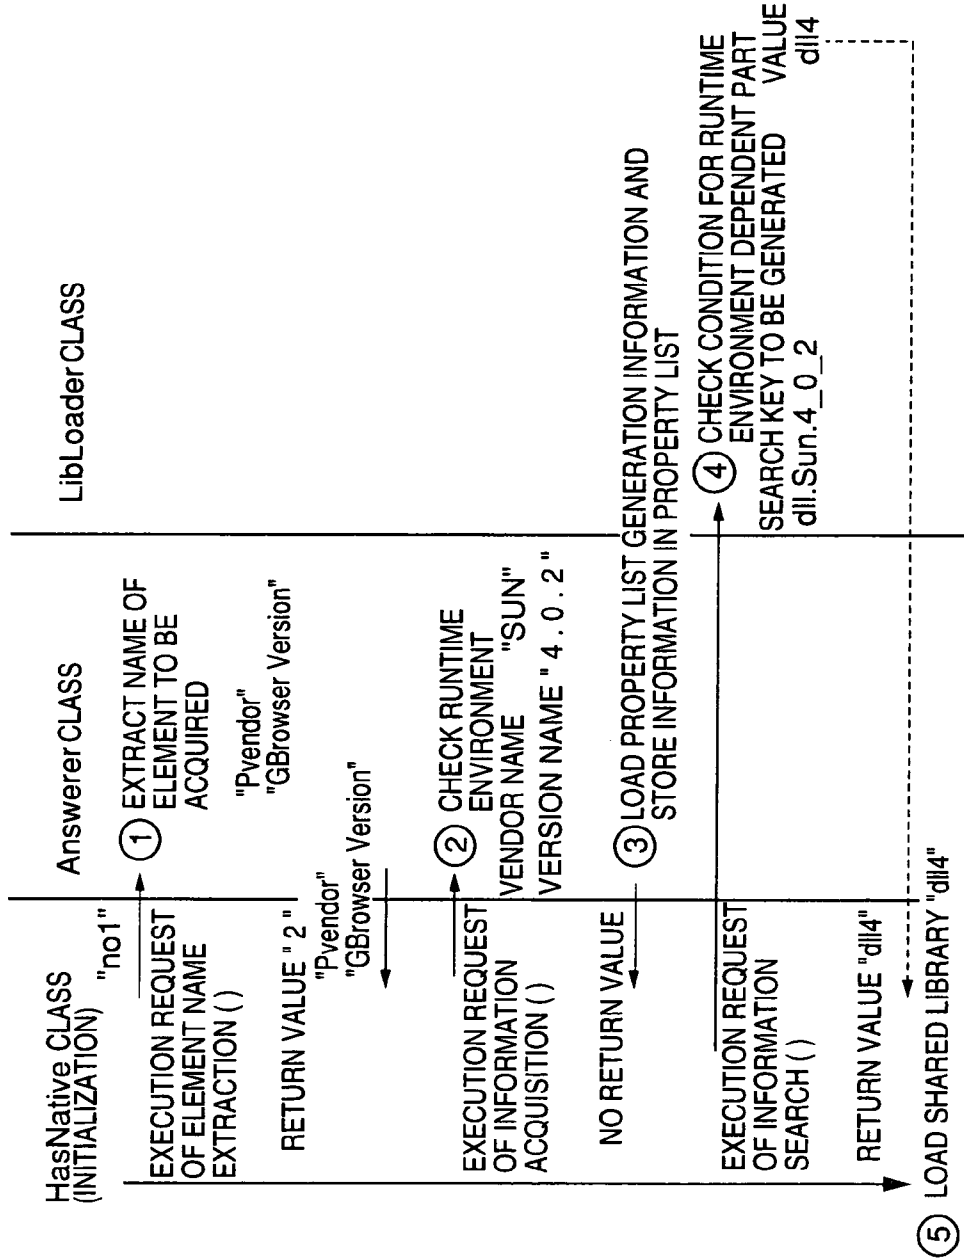 HasNative CLASS
(INITIALIZATION)
Answerer CLASS
LibLoader CLASS
"no1"
EXECUTION REQUEST
OF ELEMENT NAME
EXTRACTION ( )
1 EXTRACT NAME OF
ELEMENT TO BE
ACQUIRED
"Pvendor"
"GBrowser Version"
RETURN VALUE " 2 "
"Pvendor"
"GBrowser Version"
EXECUTION REQUEST
OF INFORMATION
ACQUISITION ( )
2 CHECK RUNTIME
ENVIRONMENT
VENDOR NAME "SUN"
VERSION NAME " 4 . 0 . 2 "
NO RETURN VALUE
3 LOAD PROPERTY LIST GENERATION INFORMATION AND
STORE INFORMATION IN PROPERTY LIST
EXECUTION REQUEST
OF INFORMATION
SEARCH ( )
4 CHECK CONDITION FOR RUNTIME
ENVIRONMENT DEPENDENT PART
SEARCH KEY TO BE GENERATED VALUE
dll.Sun.4_0_2 dll4
RETURN VALUE "dll4"
5 LOAD SHARED LIBRARY "dll4"